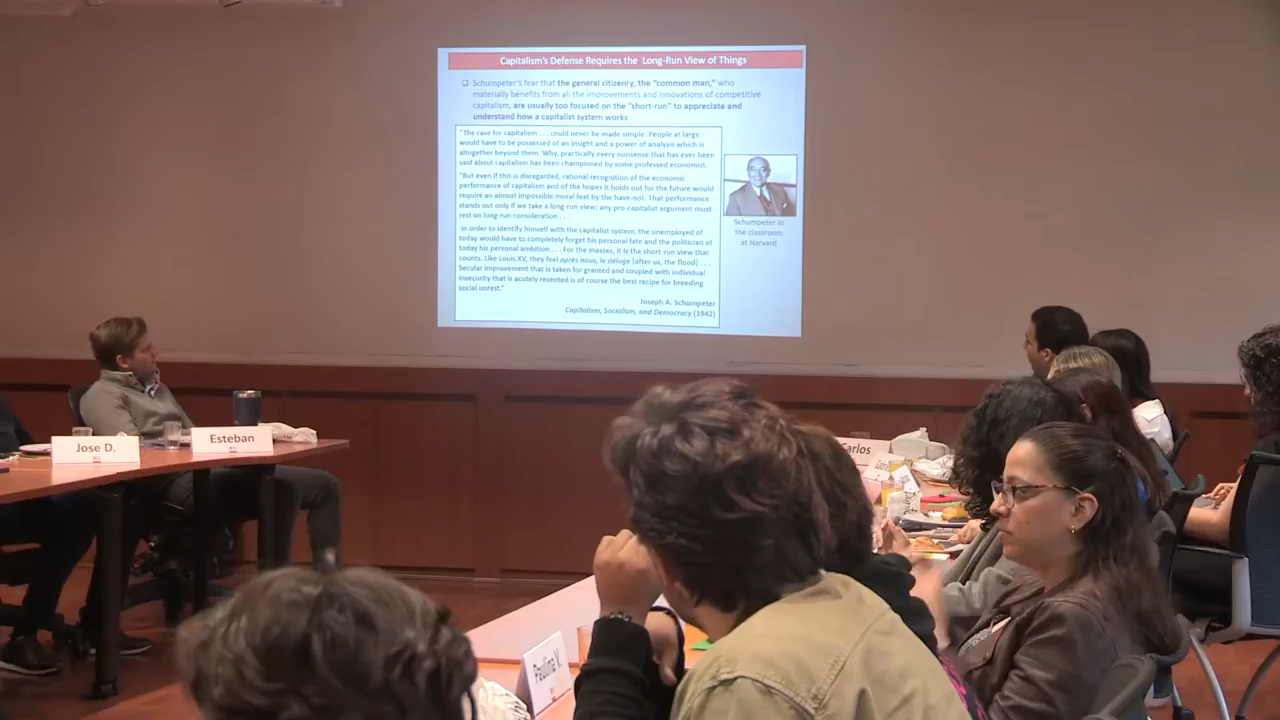 Capitalism's Defense Requires the Long-Run View of Things
❑ Schumpeter's fear that the general citizenry, the "common man," who
materially benefits from all the improvements and innovations of competitive
capitalism, are usually too focused on the "short-run" to appreciate and
understand how a capitalist system works
"The case for capitalism . . . could never be made simple. People at large
would have to be possessed of an insight and a power of analysis which is
altogether beyond them. Why, practically every nonsense that has ever been
said about capitalism has been championed by some professed economist.
"But even if this is disregarded, rational recognition of the economic
performance of capitalism and of the hopes it holds out for the future would
require an almost impossible moral feat by the have-not. That performance
stands out only if we take a long-run view; any pro-capitalist argument must
rest on long-run consideration . . .
In order to identify himself with the capitalist system, the unemployed of
today would have to completely forget his personal fate and the politician of
today his personal ambition . . . For the masses, it is the short-run view that
counts. Like Louis XV, they feel après nous, le déluge [after us, the flood] . . .
Secular improvement that is taken for granted and coupled with individual
insecurity that is acutely resented is of course the best recipe for breeding
social unrest."
Joseph A. Schumpeter
Capitalism, Socialism, and Democracy (1942)
Schumpeter in
the classroom
at Harvard
Jose D.
Esteban
Carlos
Paulina V.